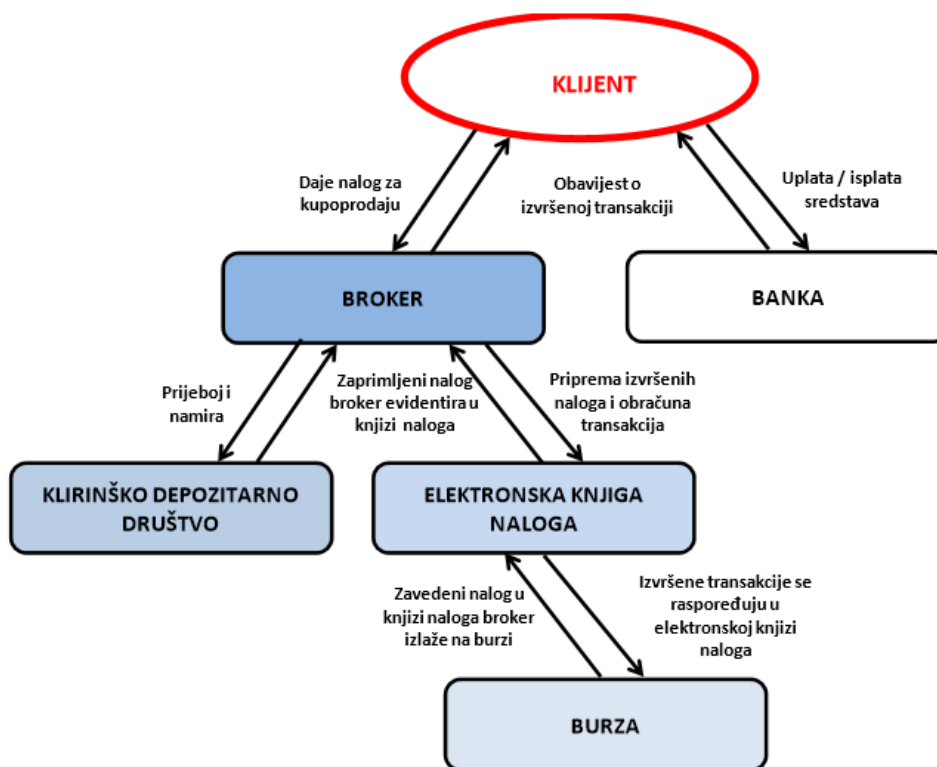 KLIJENT
Daje nalog za
kupoprodaju
Obavijest o
izvršenoj transakciji
Uplata / isplata
sredstava
BROKER
BANKA
Prijeboj i
namira
Zaprimljeni nalog
broker evidentira u
knjizi naloga
Priprema izvršenih
naloga i obračuna
transakcija
KLIRINŠKO DEPOZITARNO
DRUŠTVO
ELEKTRONSKA KNJIGA
NALOGA
Zavedeni nalog u
knjizi naloga broker
izlaže na burzi
Izvršene transakcije se
raspoređuju u
elektronskoj knjizi
naloga
BURZA